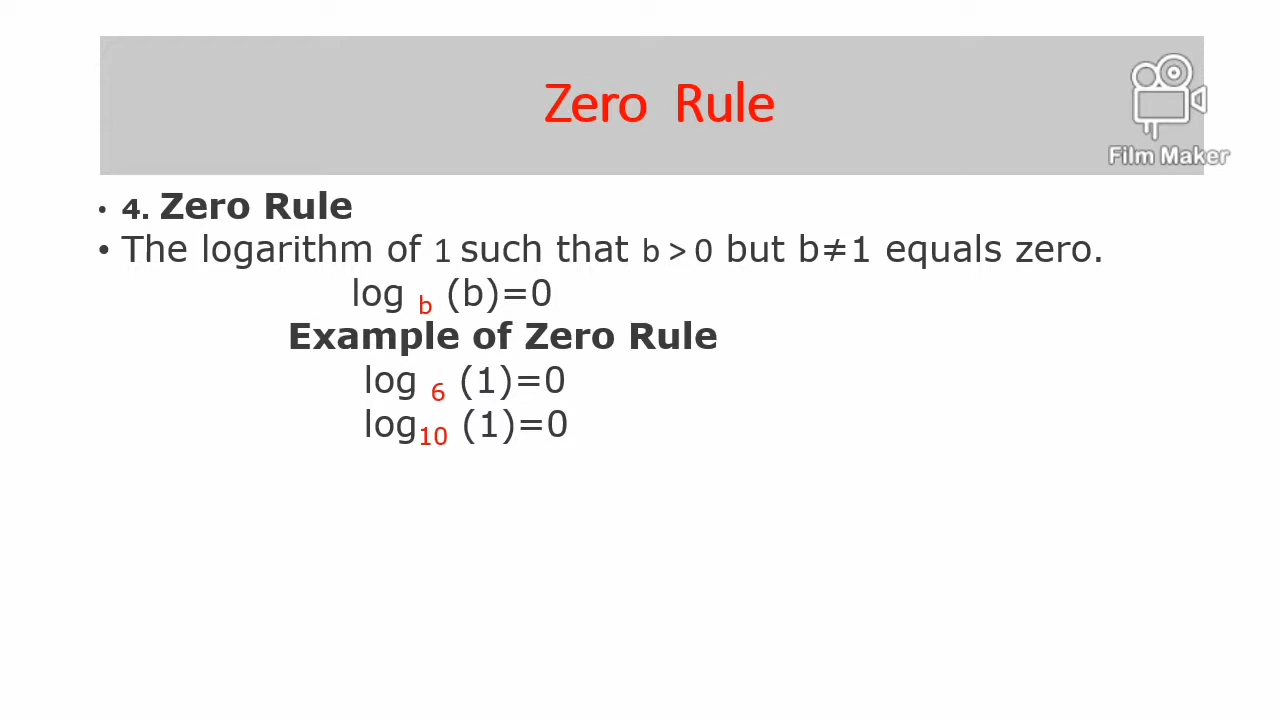 Zero Rule
Film Maker
• 4. Zero Rule
• The logarithm of 1 such that b > 0 but b≠1 equals zero.
log b (b)=0
Example of Zero Rule
log 6 (1)=0
log10 (1)=0